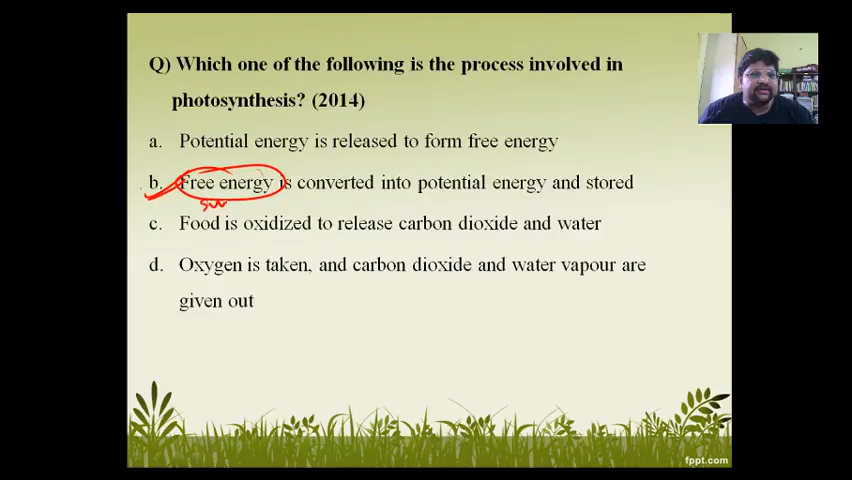 Q) Which one of the following is the process involved in
photosynthesis? (2014)
a. Potential energy is released to form free energy
b. Free energy is converted into potential energy and stored
c. Food is oxidized to release carbon dioxide and water
d. Oxygen is taken, and carbon dioxide and water vapour are
given out
fppt.com